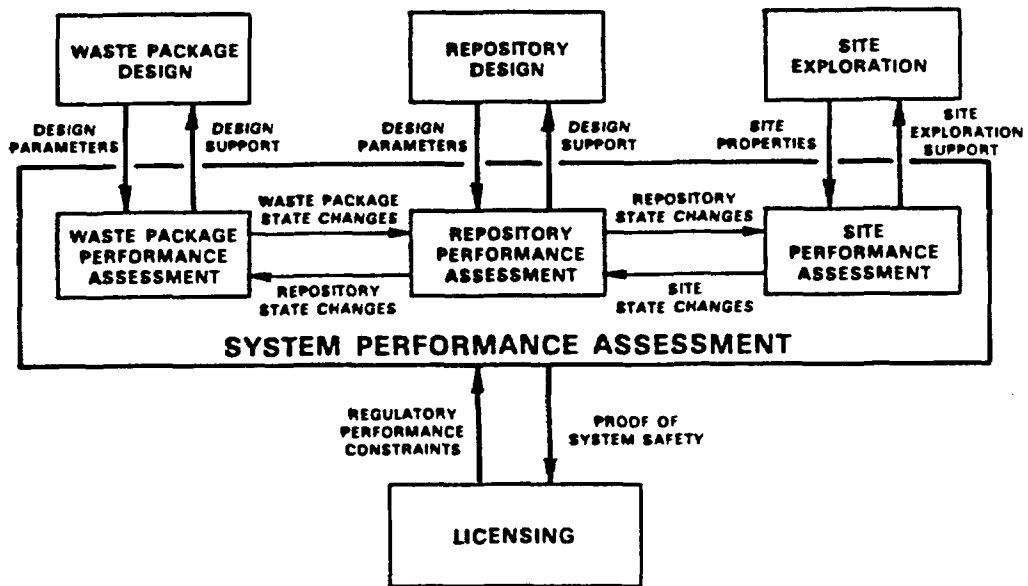 WASTE PACKAGE
DESIGN
REPOSITORY
DESIGN
SITE
EXPLORATION
DESIGN
PARAMETERS
DESIGN
SUPPORT
DESIGN
PARAMETERS
DESIGN
SUPPORT
SITE
PROPERTIES
SITE
EXPLORATION
SUPPORT
WASTE PACKAGE
PERFORMANCE
ASSESSMENT
WASTE PACKAGE
STATE CHANGES
REPOSITORY
STATE CHANGES
REPOSITORY
PERFORMANCE
ASSESSMENT
REPOSITORY
STATE CHANGES
SITE
STATE CHANGES
SITE
PERFORMANCE
ASSESSMENT
SYSTEM PERFORMANCE ASSESSMENT
REGULATORY
PERFORMANCE
CONSTRAINTS
PROOF OF
SYSTEM SAFETY
LICENSING